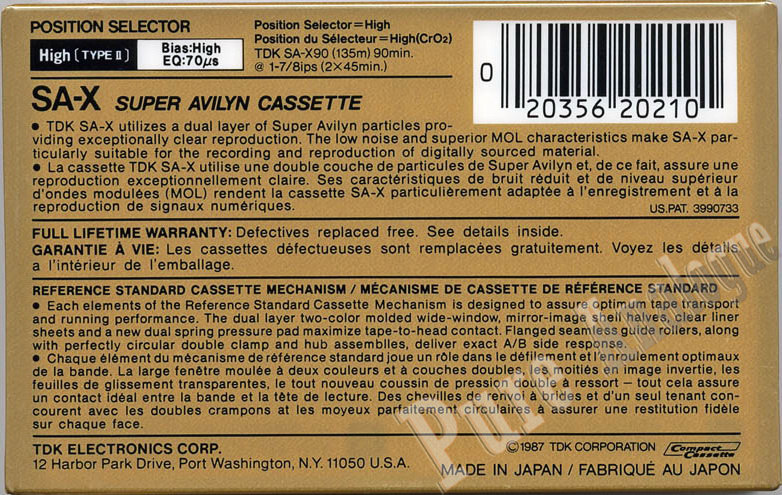 POSITION SELECTOR
High [TYPE II]
Bias:High
EQ:70μs
Position Selector=High
Position du Sélecteur=High(CrO2)
TDK SA-X90 (135m) 90min.
@ 1-7/8ips (2×45min.)
0 20356 20210
SA-X SUPER AVILYN CASSETTE
● TDK SA-X utilizes a dual layer of Super Avilyn particles pro-
viding exceptionally clear reproduction. The low noise and superior MOL characteristics make SA-X par-
ticularly suitable for the recording and reproduction of digitally sourced material.
● La cassette TDK SA-X utilise une double couche de particules de Super Avilyn et, de ce fait, assure une
reproduction exceptionnellement claire. Ses caractéristiques de bruit réduit et de niveau supérieur
d'ondes modulées (MOL) rendent la cassette SA-X particulièrement adaptée à l'enregistrement et à la
reproduction de signaux numériques.
US.PAT. 3990733
FULL LIFETIME WARRANTY: Defectives replaced free. See details inside.
GARANTIE À VIE: Les cassettes défectueuses sont remplacées gratuitement. Voyez les détails
a l'intérieur de l'emballage.
REFERENCE STANDARD CASSETTE MECHANISM / MÉCANISME DE CASSETTE DE RÉFÉRENCE STANDARD
● Each elements of the Reference Standard Cassette Mechanism is designed to assure optimum tape transport
and running performance. The dual layer two-color molded wide-window, mirror-image shell halves, clear liner
sheets and a new dual spring pressure pad maximize tape-to-head contact. Flanged seamless guide rollers, along
with perfectly circular double clamp and hub assemblles, deliver exact A/B side response.
● Chaque élément du mécanisme de référence standard joue un rôle dans le défilement et l'enroulement optimaux
de la bande. La large fenêtre moulée à deux couleurs et à couches doubles, les moitiés en image invertie, les
feuilles de glissement transparentes, le tout nouveau coussin de pression double à ressort — tout cela assure
un contact idéal entre la bande et la tête de lecture. Des chevilles de renvoi à brides et d'un seul tenant con-
courent avec les doubles crampons at les moyeux parfaitement circulaires à assurer une restitution fidèle
sur chaque face.
TDK ELECTRONICS CORP.
12 Harbor Park Drive, Port Washington, N.Y. 11050 U.S.A.
©1987 TDK CORPORATION
Compact Cassette
MADE IN JAPAN / FABRIQUÉ AU JAPON
Pure Analogue